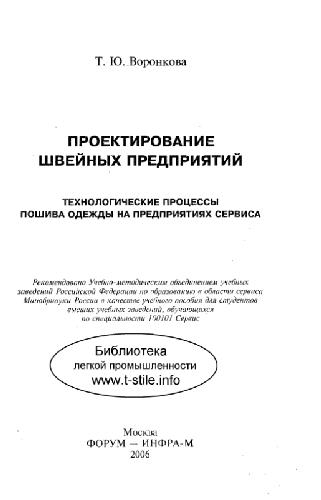 Т. Ю. Воронкова
ПРОЕКТИРОВАНИЕ
ШВЕЙНЫХ ПРЕДПРИЯТИЙ
ТЕХНОЛОГИЧЕСКИЕ ПРОЦЕССЫ
ПОШИВА ОДЕЖДЫ НА ПРЕДПРИЯТИЯХ СЕРВИСА
Рекомендовано Учебно-методическим объединением учебных
заведений Российской Федерации по образованию в области сервиса
Минобрнауки России в качестве учебного пособия для студентов
высших учебных заведений, обучающихся
по специальности 100101 Сервис
Библиотека
легкой промышленности
www.t-stile.info
Москва
ФОРУМ — ИНФРА-М
2006